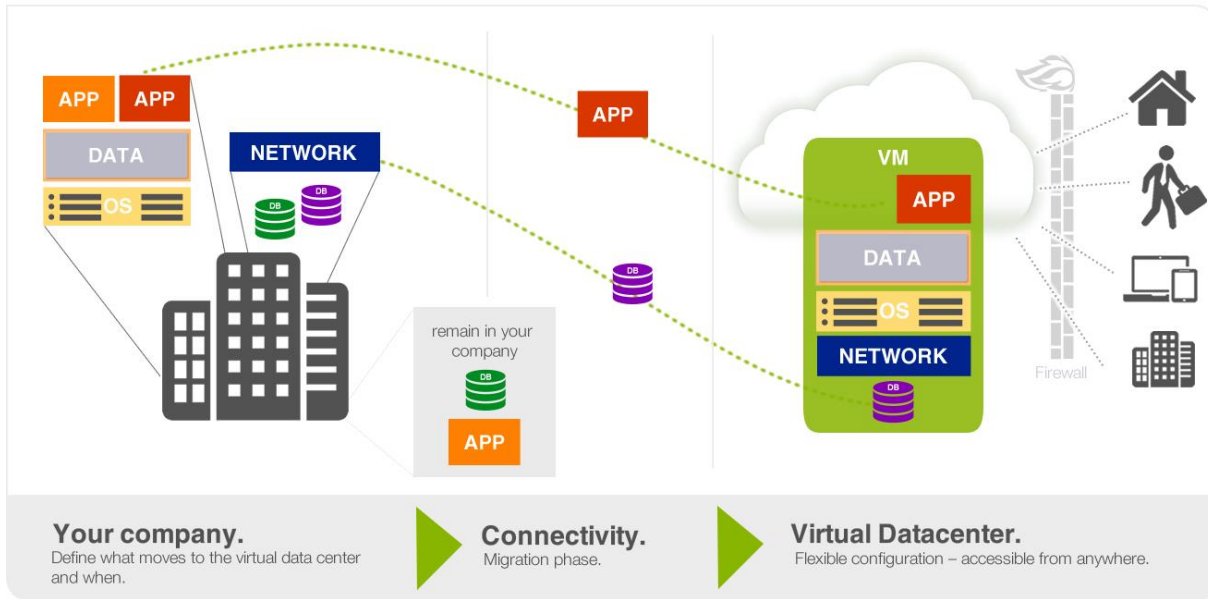 APP
APP
DATA
OS
NETWORK
DB
DB
remain in your
company
DB
APP
APP
DB
VM
APP
DATA
OS
NETWORK
DB
Firewall
Your company.
Define what moves to the virtual data center
and when.
Connectivity.
Migration phase.
Virtual Datacenter.
Flexible configuration – accessible from anywhere.